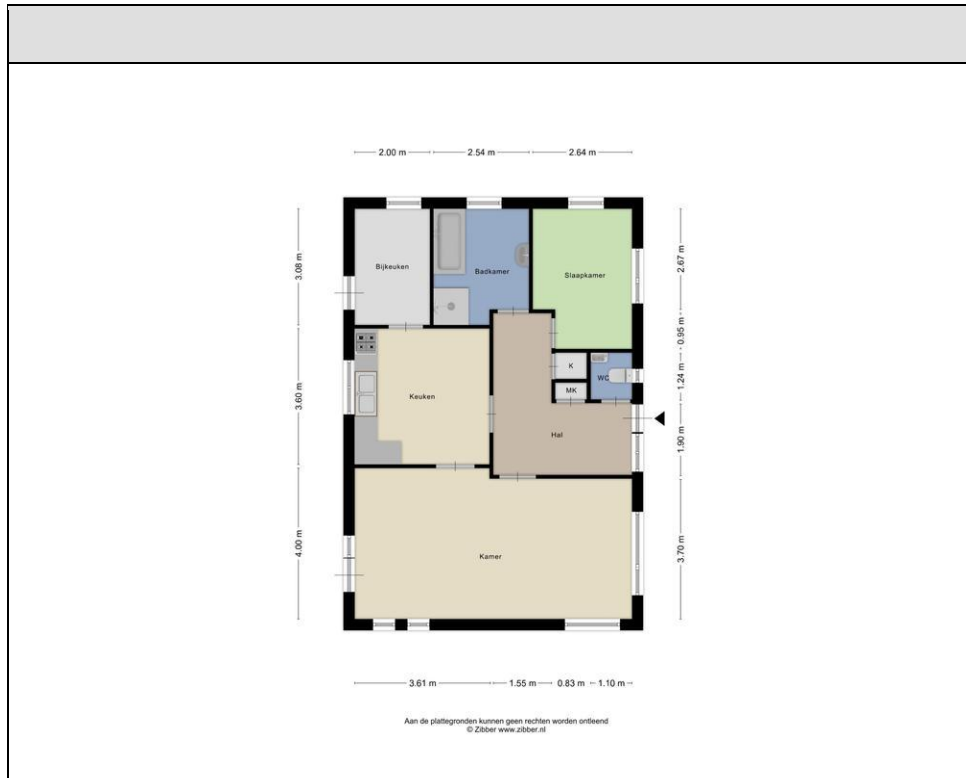 2.00 m 2.54 m 2.64 m
3.08 m
3.60 m
4.00 m
2.67 m
0.95 m
1.24 m
1.90 m
3.70 m
Bijkeuken
Badkamer
Slaapkamer
K
WC
MK
Keuken
Hal
Kamer
3.61 m 1.55 m 0.83 m 1.10 m
Aan de plattegronden kunnen geen rechten worden ontleend
© Zibber www.zibber.nl